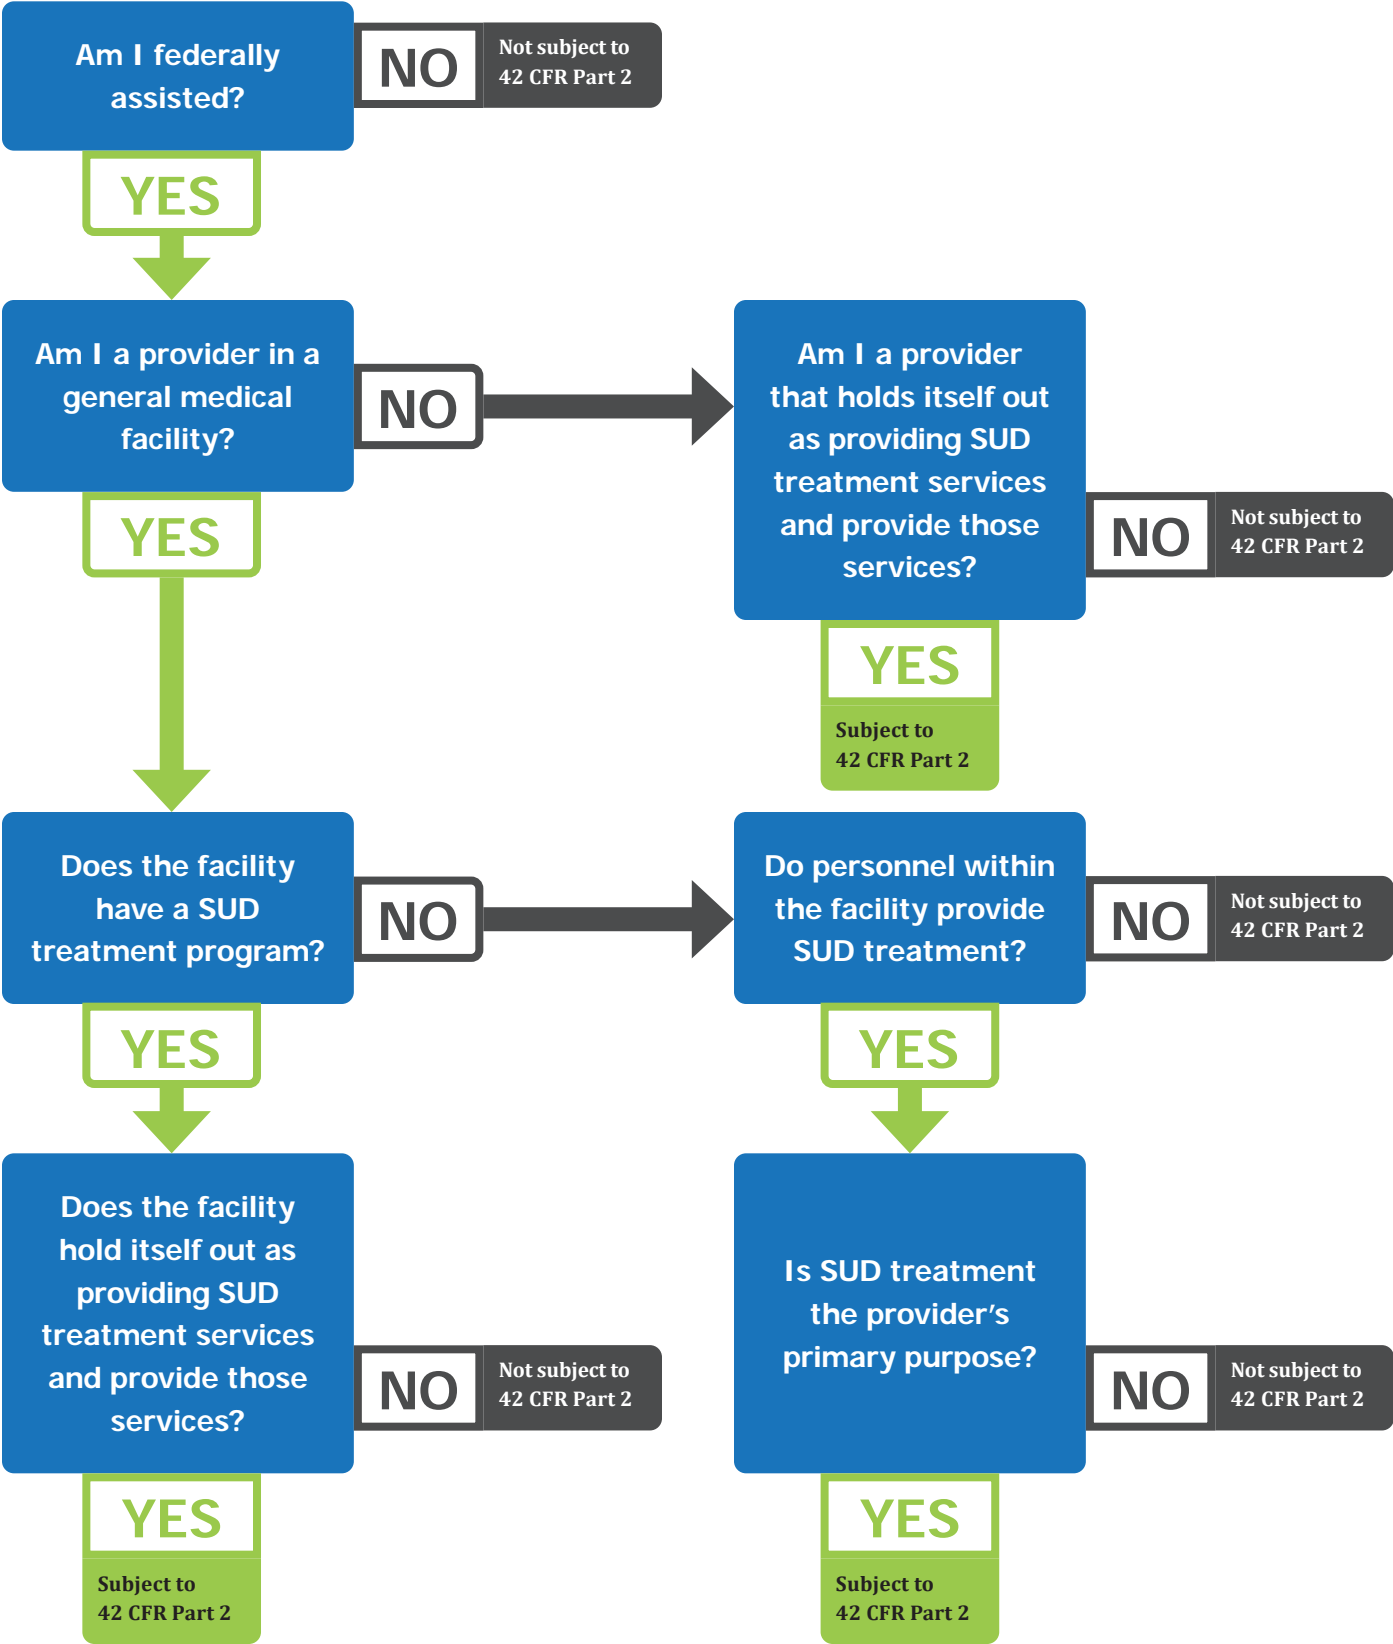 Am I federally
assisted?
NO
Not subject to
42 CFR Part 2
YES
Am I a provider in a
general medical
facility?
NO
YES
Am I a provider
that holds itself out
as providing SUD
treatment services
and provide those
services?
NO
Not subject to
42 CFR Part 2
YES
Subject to
42 CFR Part 2
Does the facility
have a SUD
treatment program?
NO
YES
Do personnel within
the facility provide
SUD treatment?
NO
Not subject to
42 CFR Part 2
YES
Does the facility
hold itself out as
providing SUD
treatment services
and provide those
services?
NO
Not subject to
42 CFR Part 2
YES
Subject to
42 CFR Part 2
Is SUD treatment
the provider’s
primary purpose?
NO
Not subject to
42 CFR Part 2
YES
Subject to
42 CFR Part 2